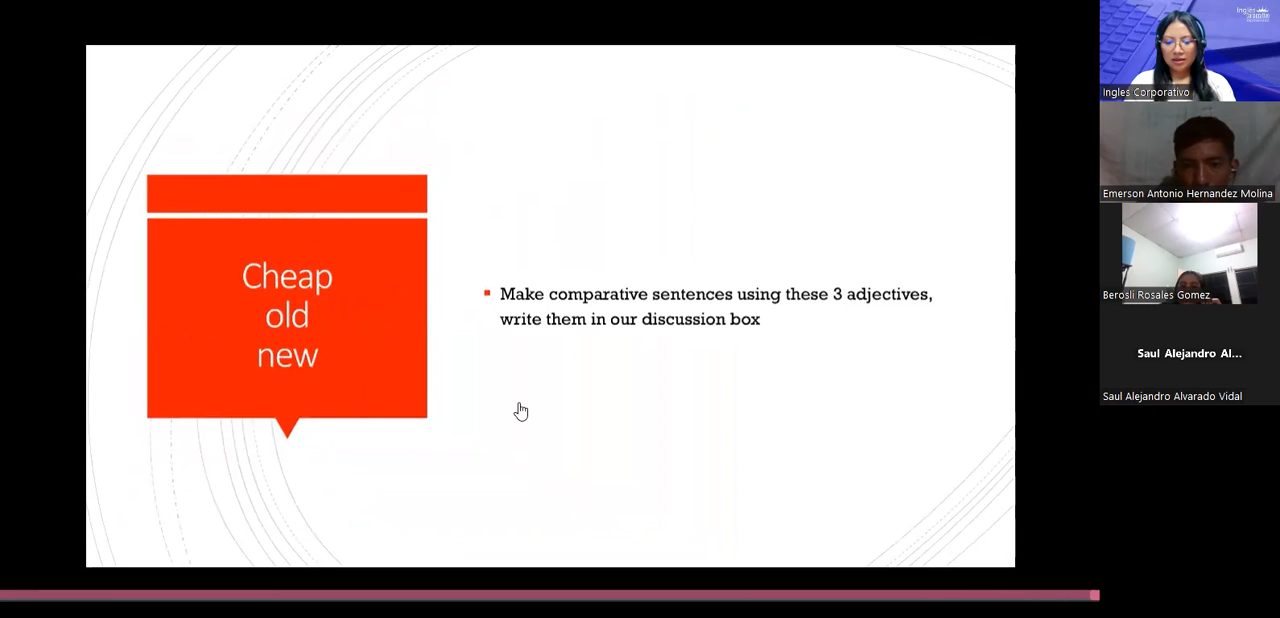 Cheap
old
new
Make comparative sentences using these 3 adjectives,
write them in our discussion box
Ingles Corporativo
Emerson Antonio Hernandez Molina
Berosli Rosales Gomez
Saul Alejandro Al...
Saul Alejandro Alvarado Vidal